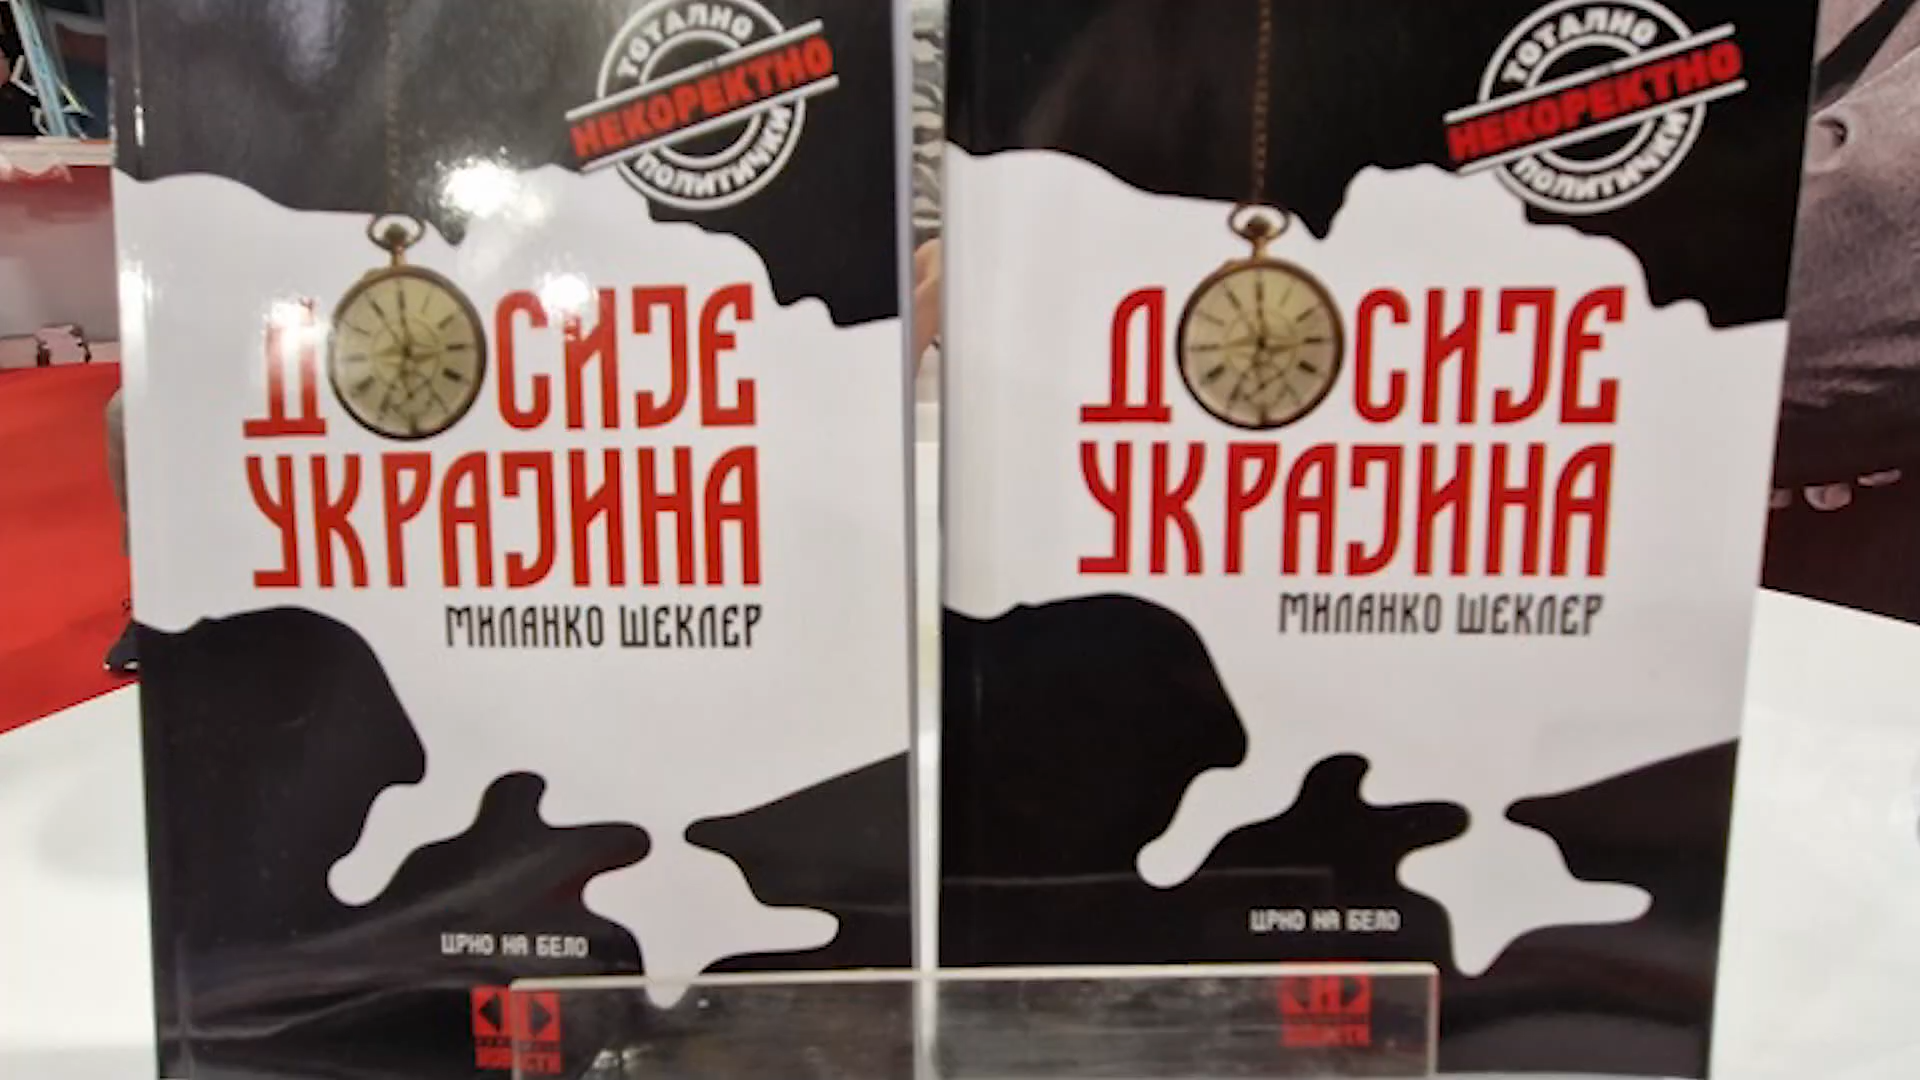 ТОТАЛНО
НЕКОРЕКТНО
ПОЛИТИЧКИ
ДОСИЈЕ
УКРАЈИНА
МИЛАНКО ШЕКЛЕР
ЦРНО НА БЕЛО
ТОТАЛНО
НЕКОРЕКТНО
ПОЛИТИЧКИ
ДОСИЈЕ
УКРАЈИНА
МИЛАНКО ШЕКЛЕР
ЦРНО НА БЕЛО